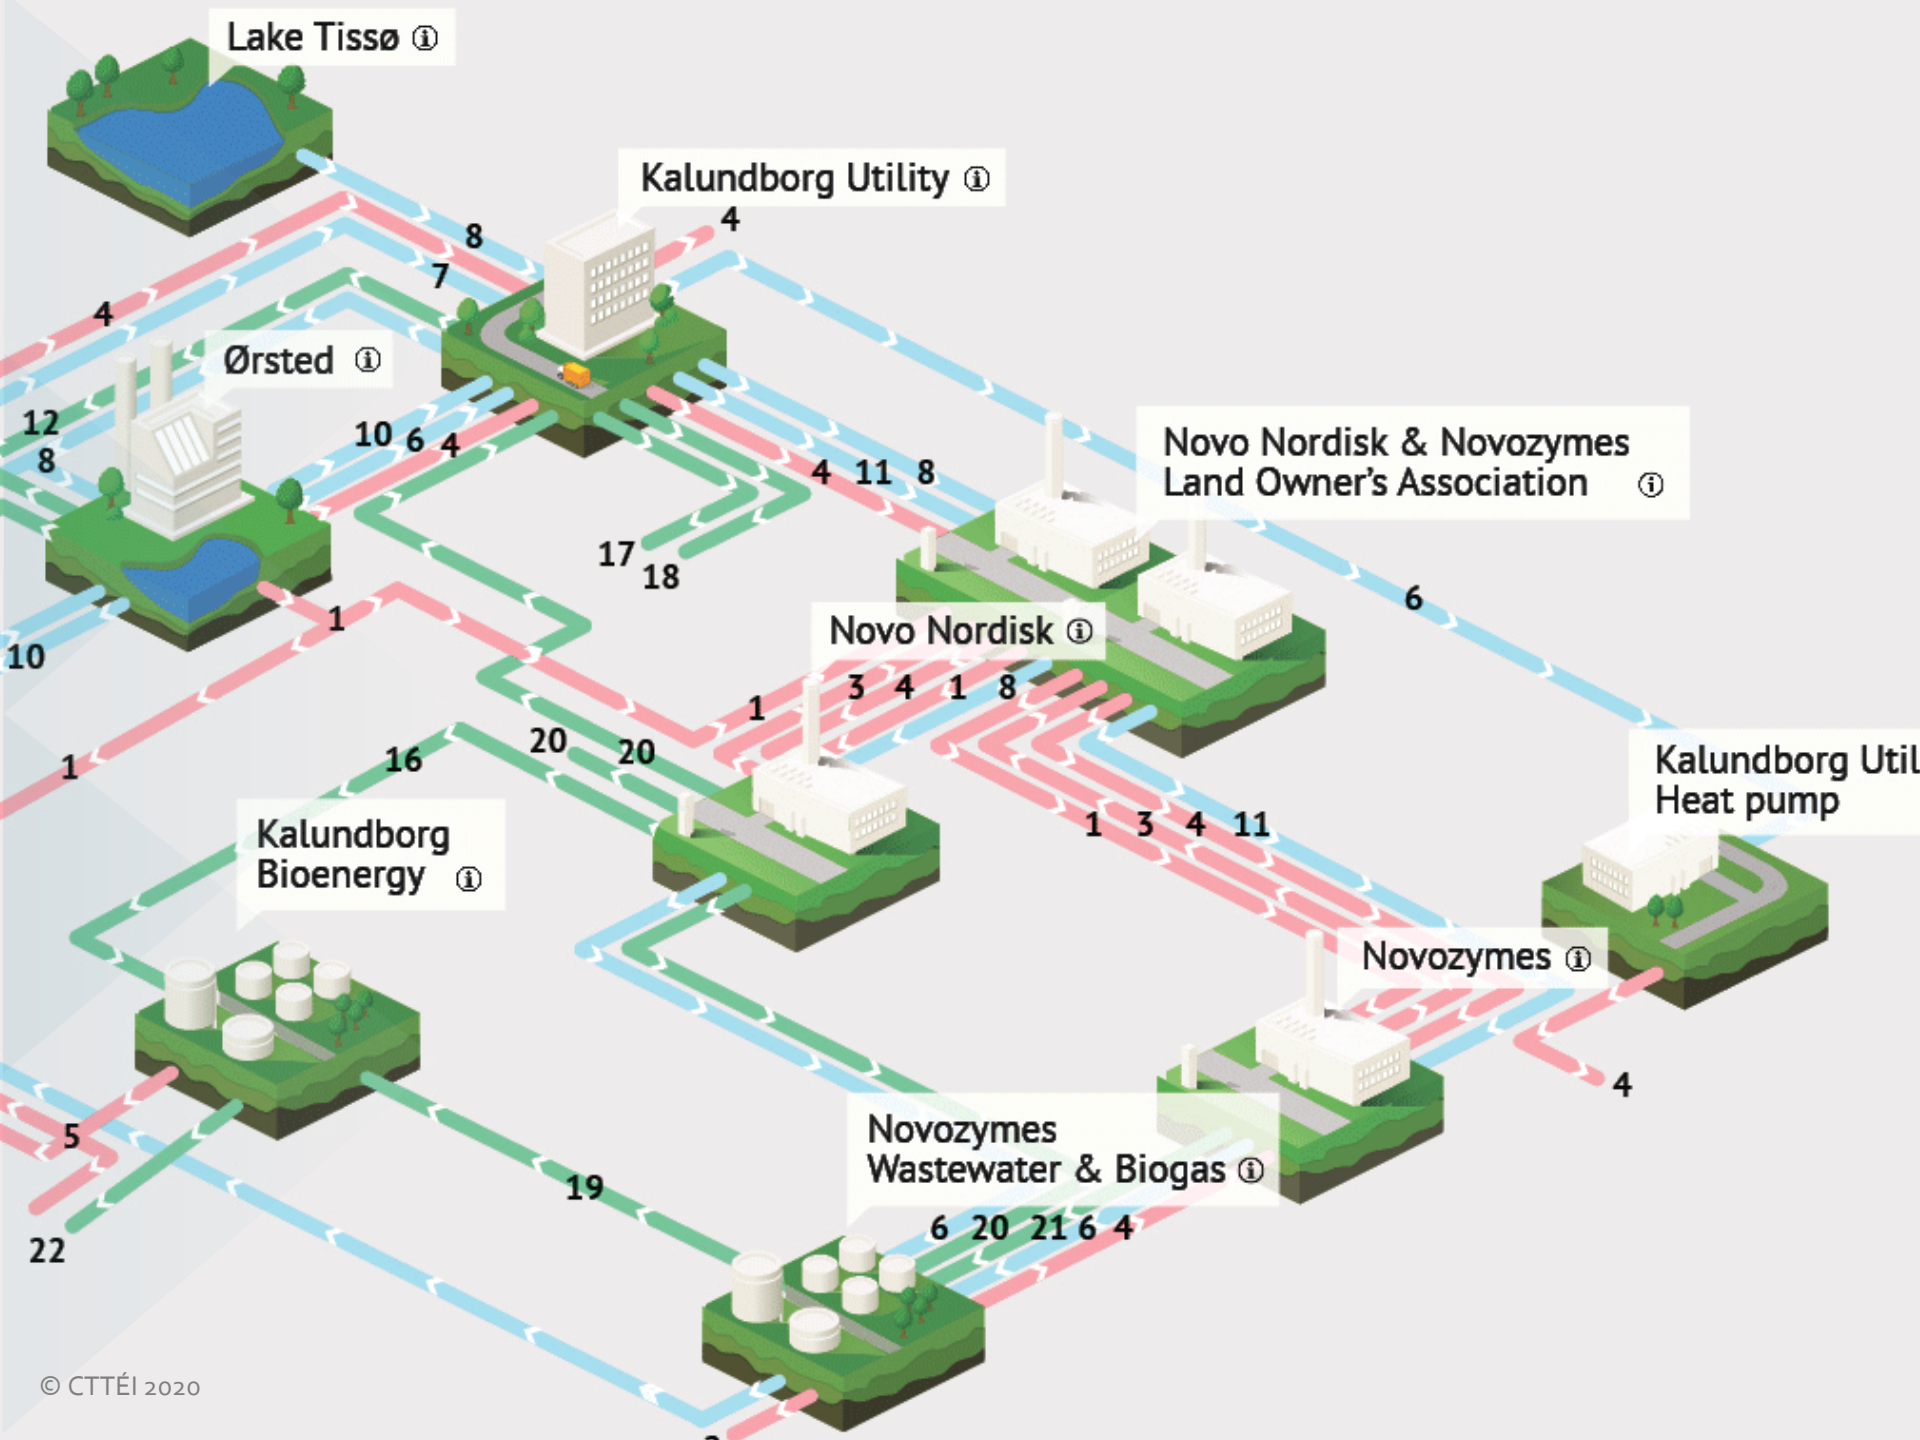 Lake Tissø
Kalundborg Utility
4
8
7
4
Ørsted
12
8
10 6 4
4 11 8
Novo Nordisk & Novozymes
Land Owner's Association
17
18
6
1
Novo Nordisk
10
3 4 1 8
1
20 20
16
1
Kalundborg Util
Heat pump
1 3 4 11
Kalundborg
Bioenergy
Novozymes
4
5
Novozymes
Wastewater & Biogas
19
6 20 21 6 4
22
© CTTÉI 2020